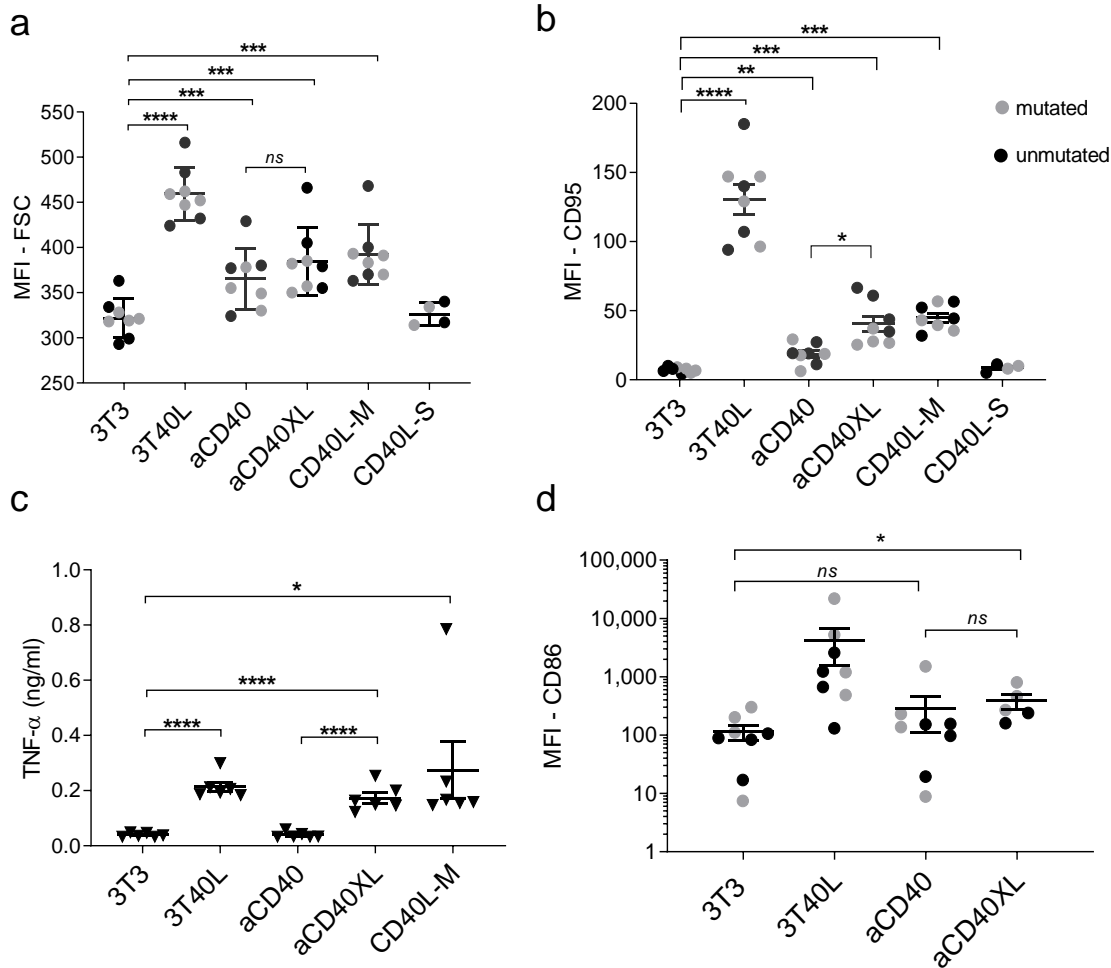 a
***
***
***
****
ns
550
500
450
400
350
300
250
MFI - FSC
3T3
3T40L
aCD40
aCD40XL
CD40L-M
CD40L-S
b
***
***
**
****
*
200
150
100
50
0
MFI - CD95
mutated
unmutated
3T3
3T40L
aCD40
aCD40XL
CD40L-M
CD40L-S
c
*
****
****
****
1.0
0.8
0.6
0.4
0.2
0.0
TNF-α (ng/ml)
3T3
3T40L
aCD40
aCD40XL
CD40L-M
d
*
ns
ns
100,000
10,000
1,000
100
10
1
MFI - CD86
3T3
3T40L
aCD40
aCD40XL